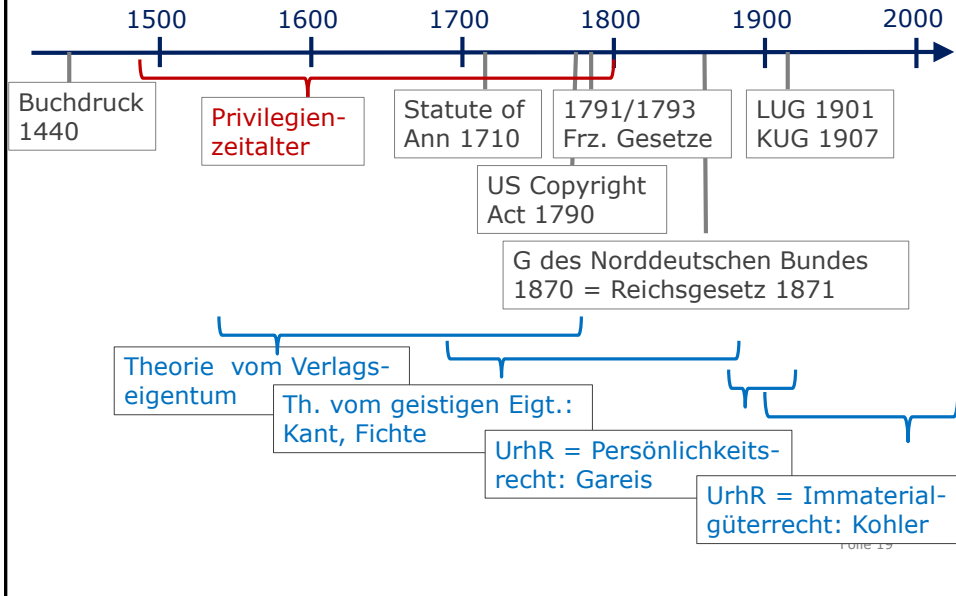 1500 1600 1700 1800 1900 2000
Buchdruck
1440
Privilegien-
zeitalter
Statute of
Ann 1710
1791/1793
Frz. Gesetze
LUG 1901
KUG 1907
US Copyright
Act 1790
G des Norddeutschen Bundes
1870 = Reichsgesetz 1871
Theorie vom Verlags-
eigentum
Th. vom geistigen Eigt.:
Kant, Fichte
UrhR = Persönlichkeits-
recht: Gareis
UrhR = Immaterial-
güterrecht: Kohler
Folie 19